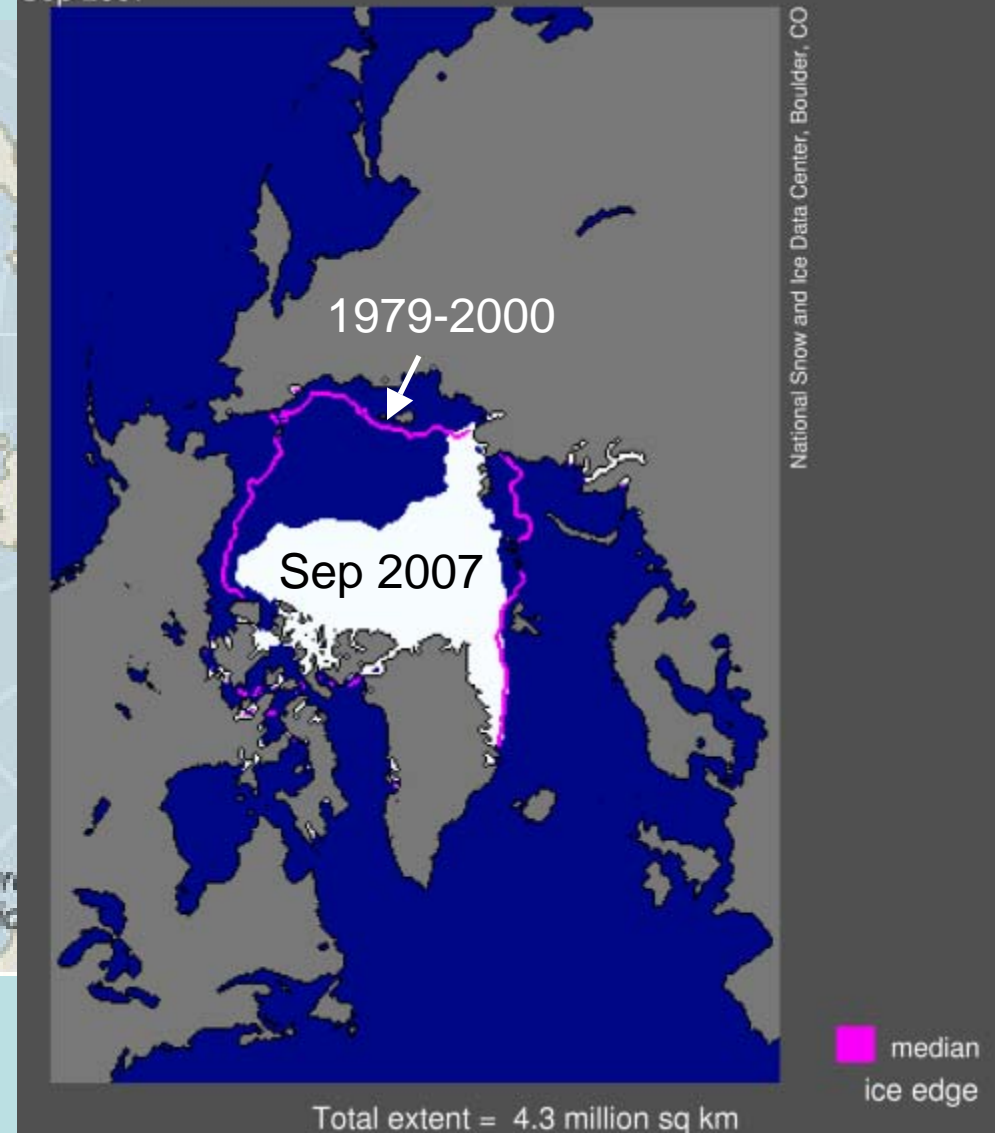 National Snow and Ice Data Center, Boulder, CO
1979-2000
Sep 2007
median
ice edge
Total extent = 4.3 million sq km